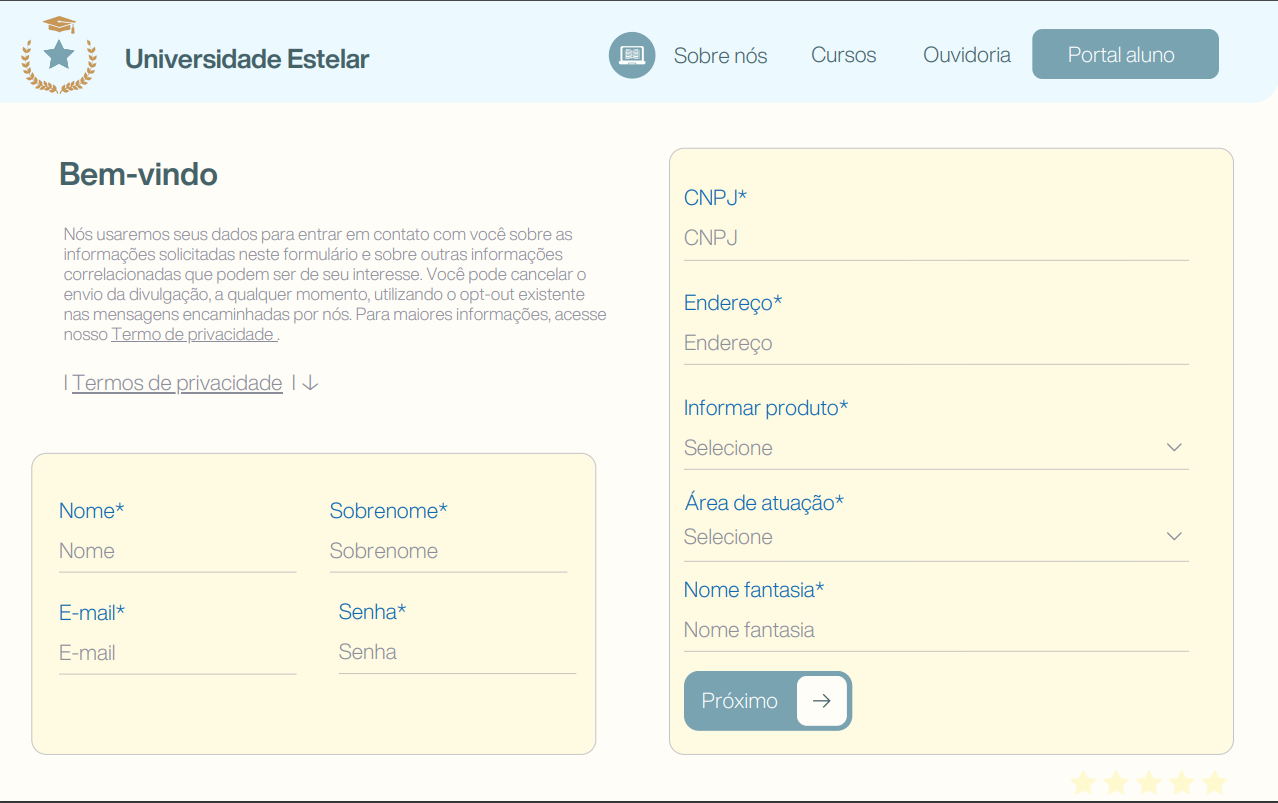 Universidade Estelar
Sobre nós
Cursos
Ouvidoria
Portal aluno
Bem-vindo
Nós usaremos seus dados para entrar em contato com você sobre as
informações solicitadas neste formulário e sobre outras informações
correlacionadas que podem ser de seu interesse. Você pode cancelar o
envio da divulgação, a qualquer momento, utilizando o opt-out existente
nas mensagens encaminhadas por nós. Para maiores informações, acesse
nosso Termo de privacidade .
| Termos de privacidade | ↓
Nome*
Nome
Sobrenome*
Sobrenome
E-mail*
E-mail
Senha*
Senha
CNPJ*
CNPJ
Endereço*
Endereço
Informar produto*
Selecione
Área de atuação*
Selecione
Nome fantasia*
Nome fantasia
Próximo →